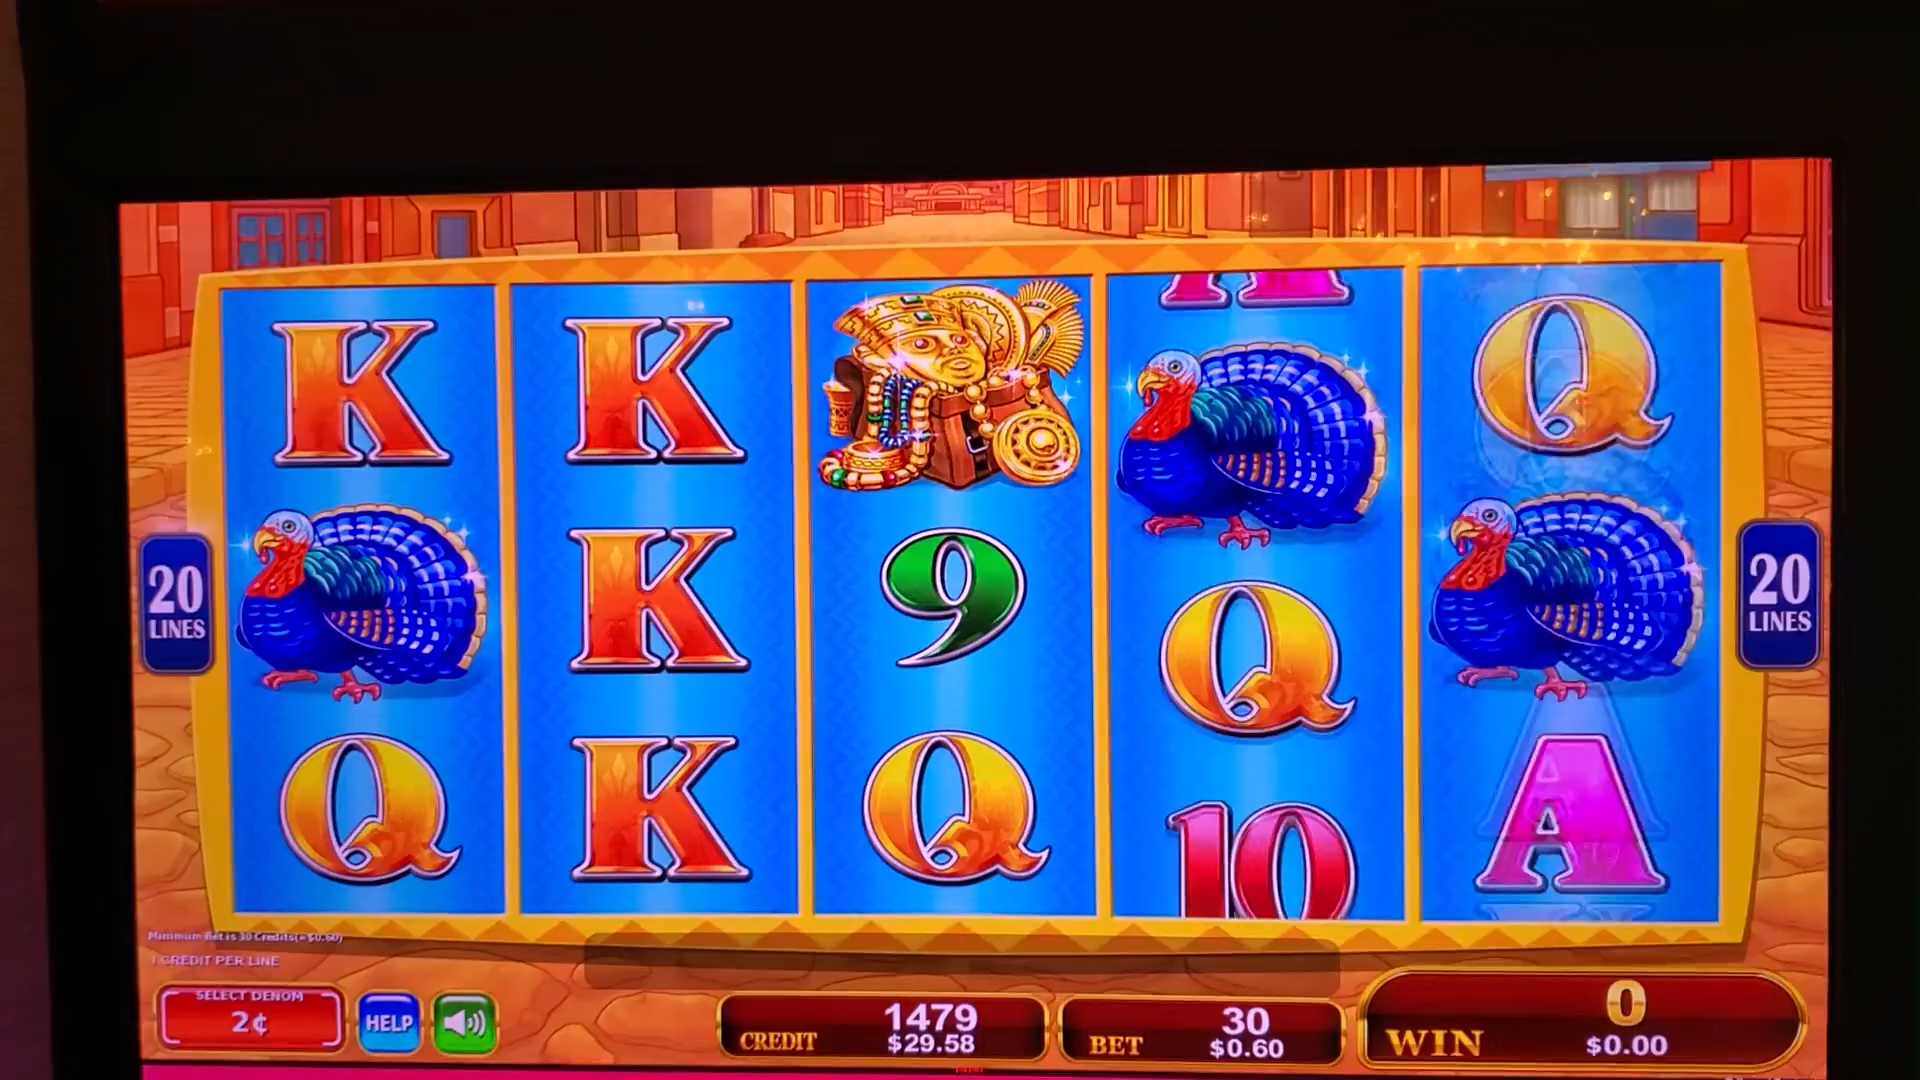 A
K K Q
20 LINES K 9 Q 20 LINES
Q K Q 10 A
Minimum Bet is 30 Credits(=$0.60)
1 CREDIT PER LINE
SELECT DENOM
2¢
HELP
CREDIT 1479
$29.58
BET 30
$0.60
WIN 0
$0.00